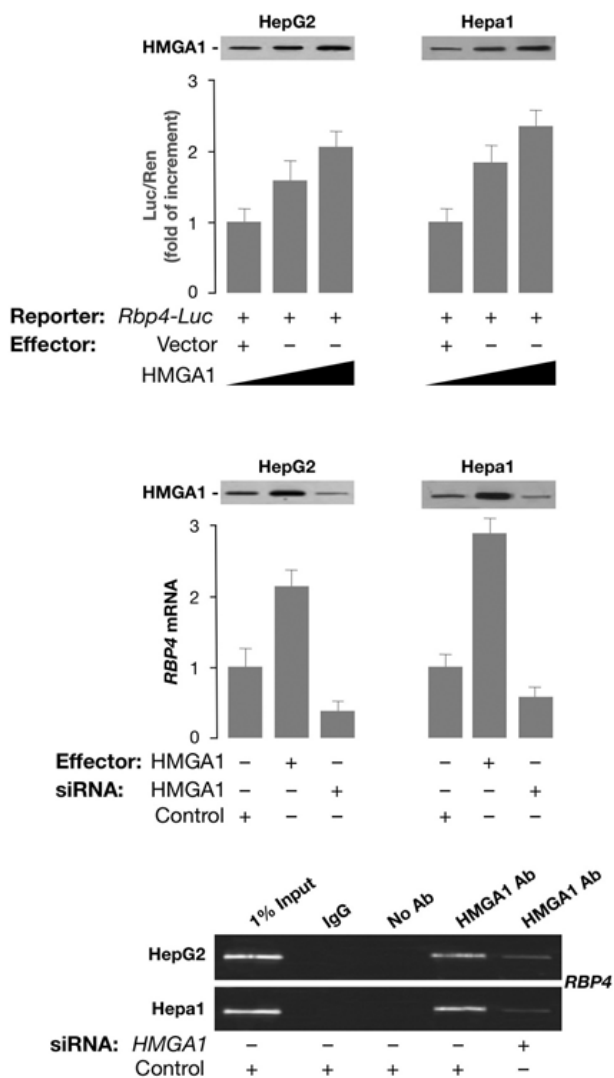 HepG2 Hepa1
HMGA1 -
3
2
1
0
Luc/Ren
(fold of increment)
Reporter: Rbp4-Luc + + + + + +
Effector: Vector + − − + − −
HMGA1
HepG2 Hepa1
HMGA1 -
3
2
1
0
RBP4 mRNA
Effector: HMGA1 − + − − + −
siRNA: HMGA1 − − + − − +
Control + − − + − −
1% Input IgG No Ab HMGA1 Ab HMGA1 Ab
HepG2
RBP4
Hepa1
siRNA: HMGA1 − − − − +
Control + + + + −